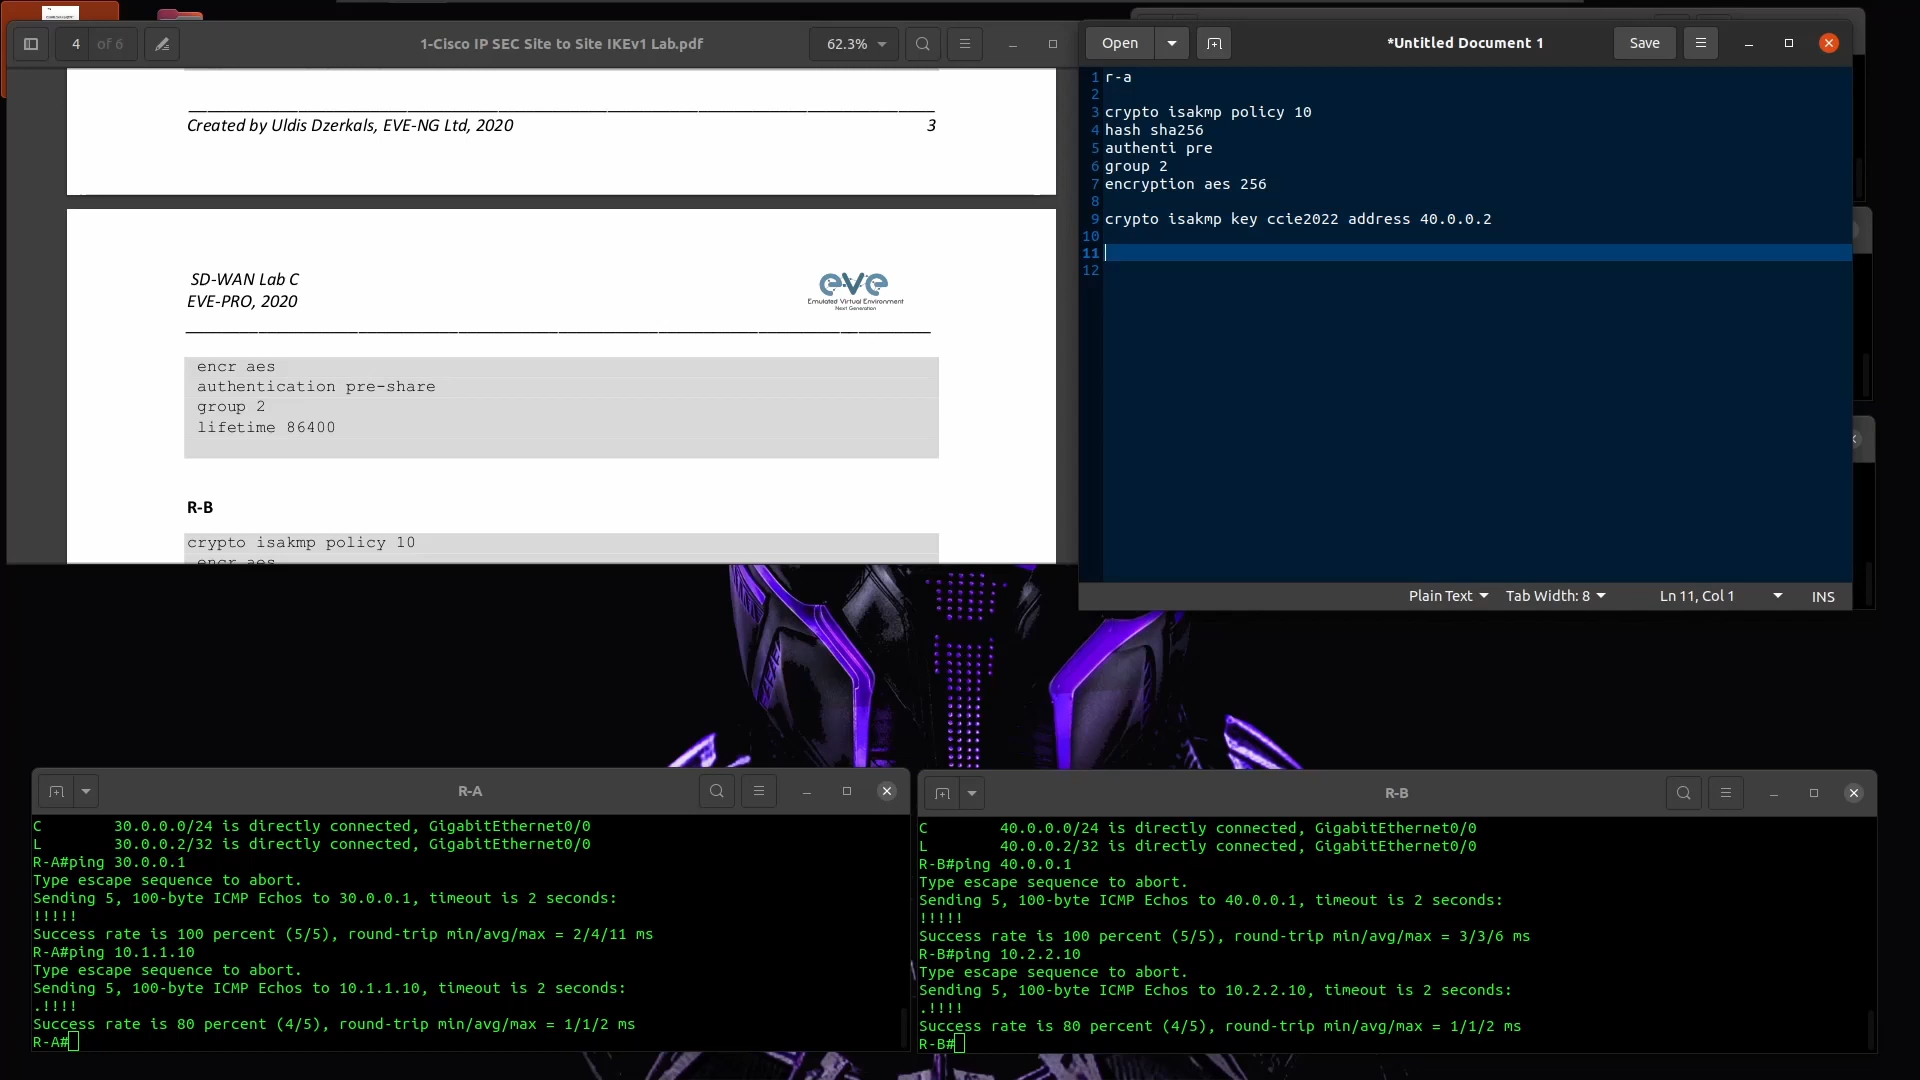 4 of 6
1-Cisco IP SEC Site to Site IKEv1 Lab.pdf
62.3%
Created by Uldis Dzerkals, EVE-NG Ltd, 2020 3
SD-WAN Lab C
EVE-PRO, 2020
eve
Emulated Virtual Environment
Next Generation
encr aes
authentication pre-share
group 2
lifetime 86400
R-B
crypto isakmp policy 10
encr aes
Open
*Untitled Document 1
Save
1 r-a
2
3 crypto isakmp policy 10
4 hash sha256
5 authenti pre
6 group 2
7 encryption aes 256
8
9 crypto isakmp key ccie2022 address 40.0.0.2
10
11
12
Plain Text Tab Width: 8 Ln 11, Col 1 INS
R-A
C        30.0.0.0/24 is directly connected, GigabitEthernet0/0
L        30.0.0.2/32 is directly connected, GigabitEthernet0/0
R-A#ping 30.0.0.1
Type escape sequence to abort.
Sending 5, 100-byte ICMP Echos to 30.0.0.1, timeout is 2 seconds:
!!!!!
Success rate is 100 percent (5/5), round-trip min/avg/max = 2/4/11 ms
R-A#ping 10.1.1.10
Type escape sequence to abort.
Sending 5, 100-byte ICMP Echos to 10.1.1.10, timeout is 2 seconds:
.!!!!
Success rate is 80 percent (4/5), round-trip min/avg/max = 1/1/2 ms
R-A#
R-B
C        40.0.0.0/24 is directly connected, GigabitEthernet0/0
L        40.0.0.2/32 is directly connected, GigabitEthernet0/0
R-B#ping 40.0.0.1
Type escape sequence to abort.
Sending 5, 100-byte ICMP Echos to 40.0.0.1, timeout is 2 seconds:
!!!!!
Success rate is 100 percent (5/5), round-trip min/avg/max = 3/3/6 ms
R-B#ping 10.2.2.10
Type escape sequence to abort.
Sending 5, 100-byte ICMP Echos to 10.2.2.10, timeout is 2 seconds:
.!!!!
Success rate is 80 percent (4/5), round-trip min/avg/max = 1/1/2 ms
R-B#